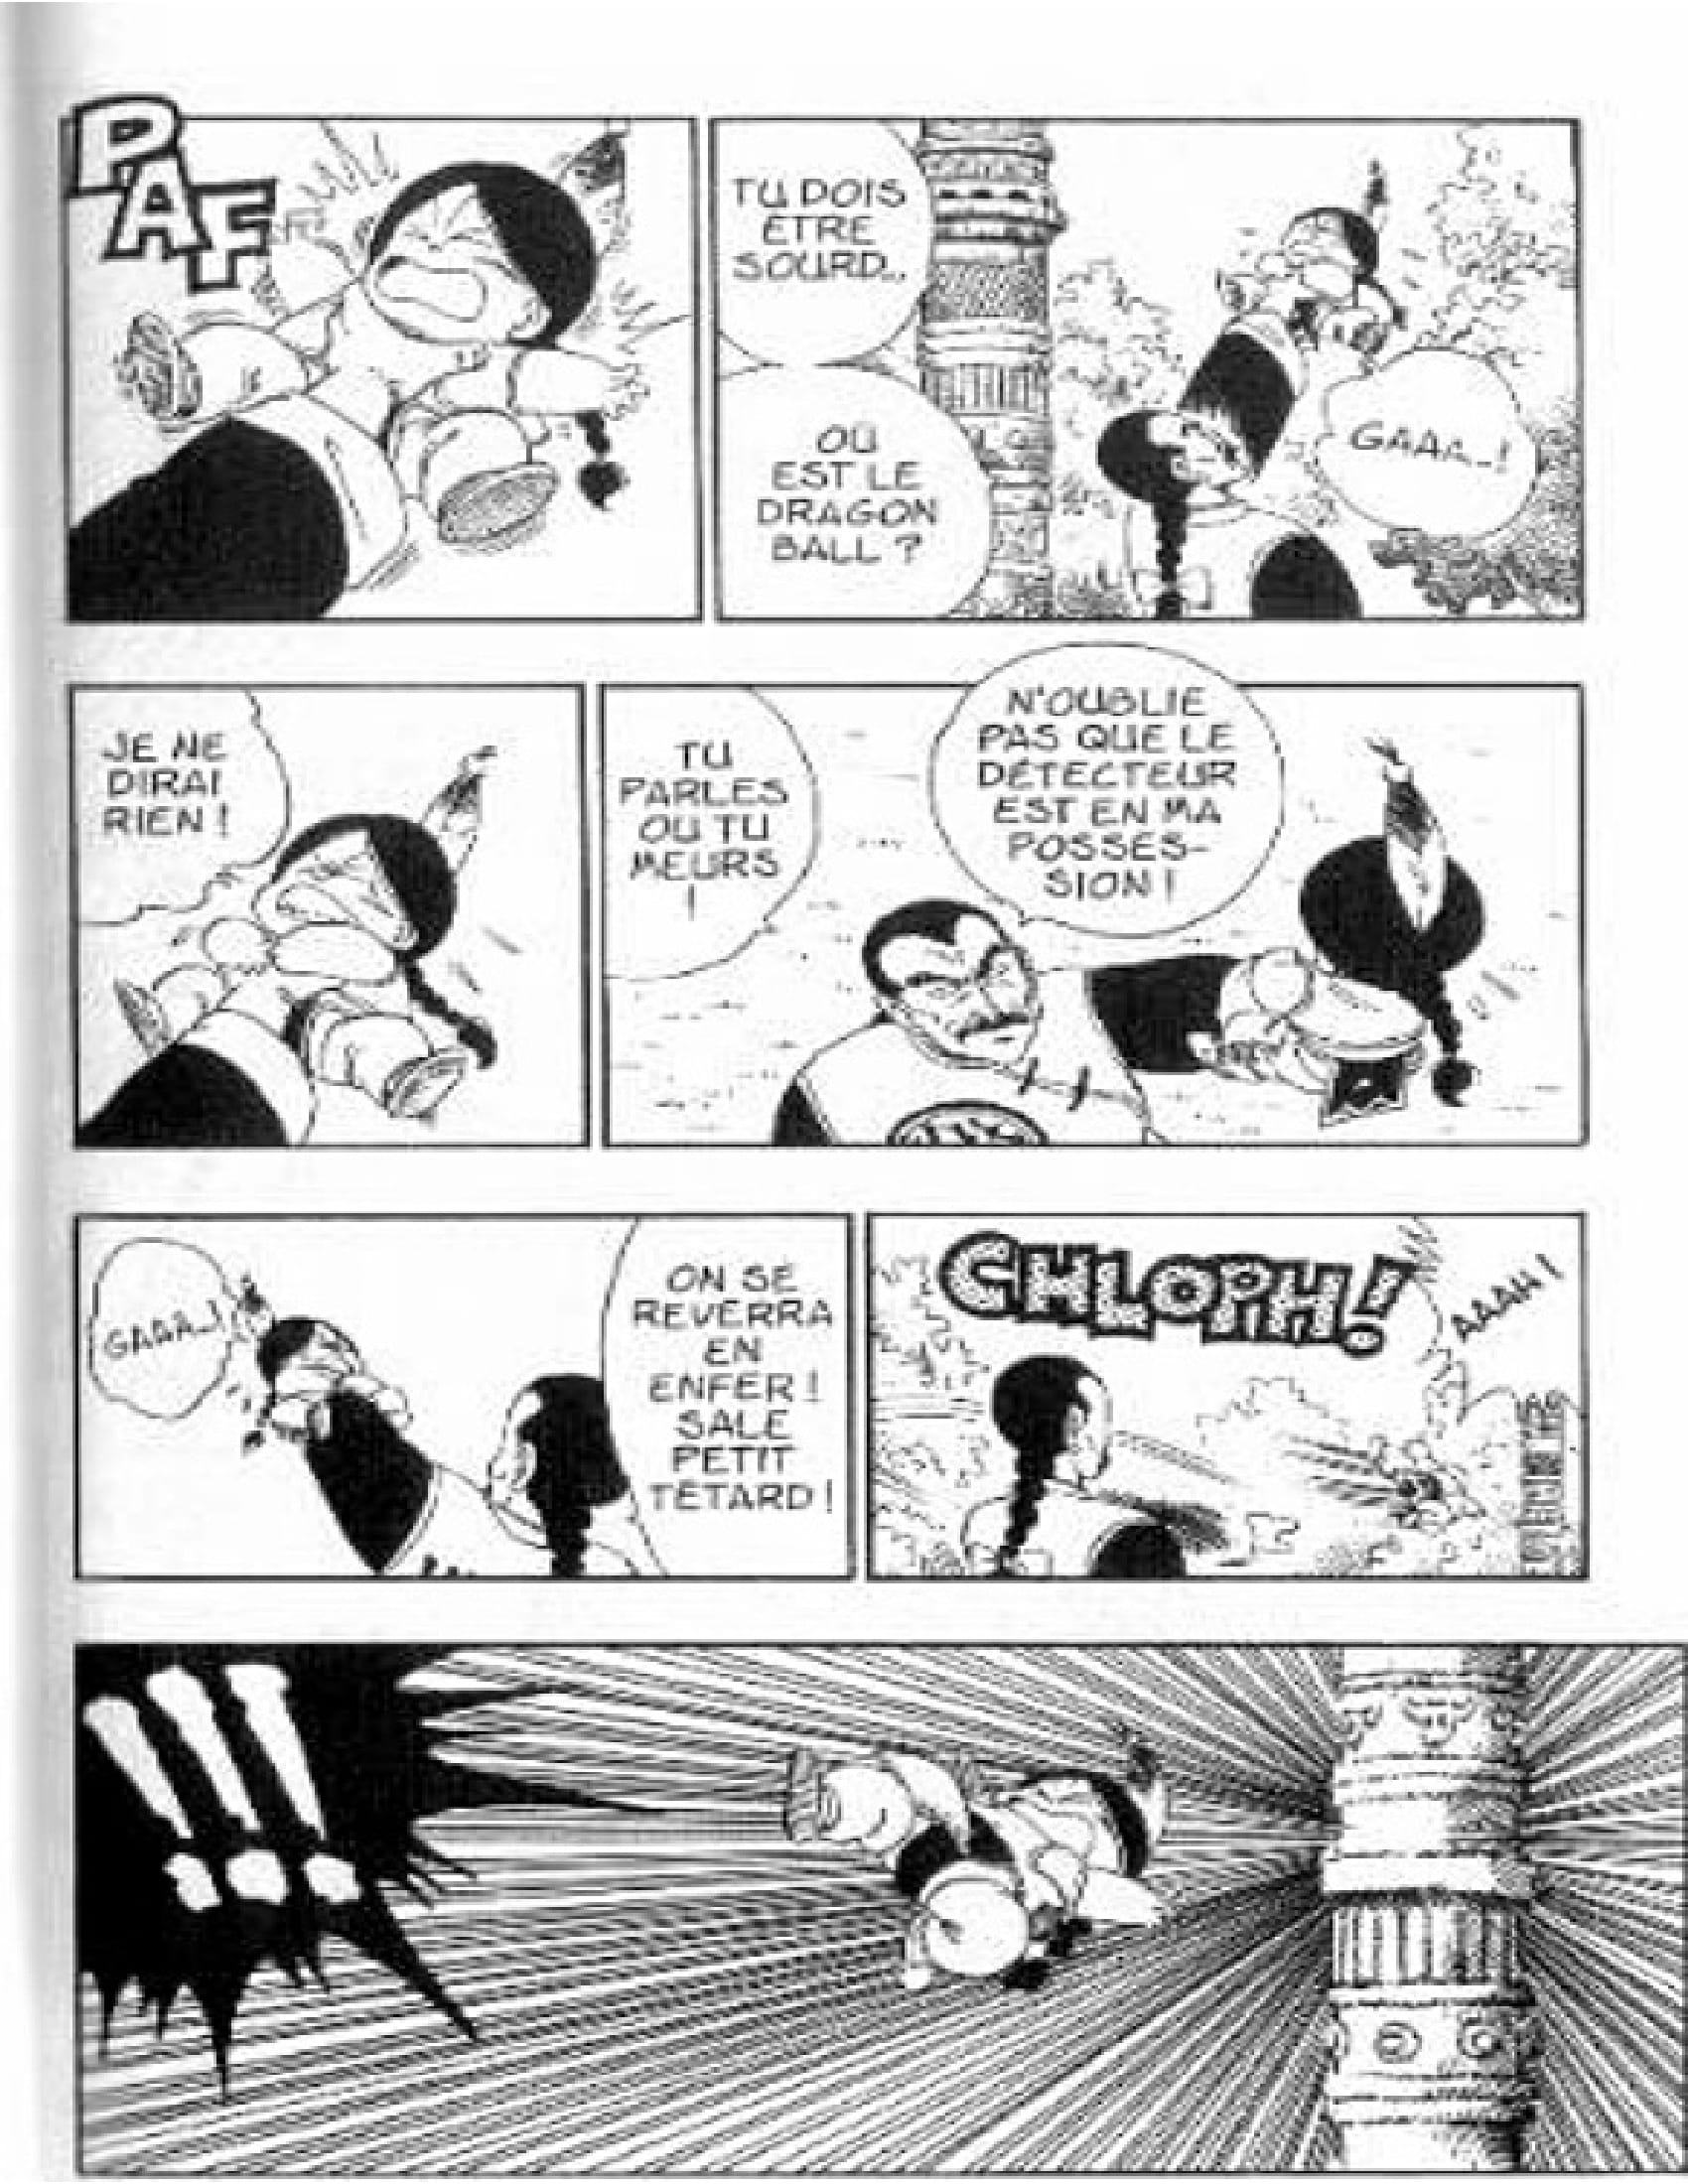 PAF
TU DOIS
ÊTRE
SOURD..
OÙ
EST LE
DRAGON
BALL ?
GAAA..!
JE NE
DIRAI
RIEN !
TU
PARLES
OU TU
MEURS
!
N'OUBLIE
PAS QUE LE
DÉTECTEUR
EST EN MA
POSSES-
SION !
GAAA..!
ON SE
REVERRA
EN
ENFER !
SALE
PETIT
TÊTARD !
CHLOPH!
AAAH !
!!!